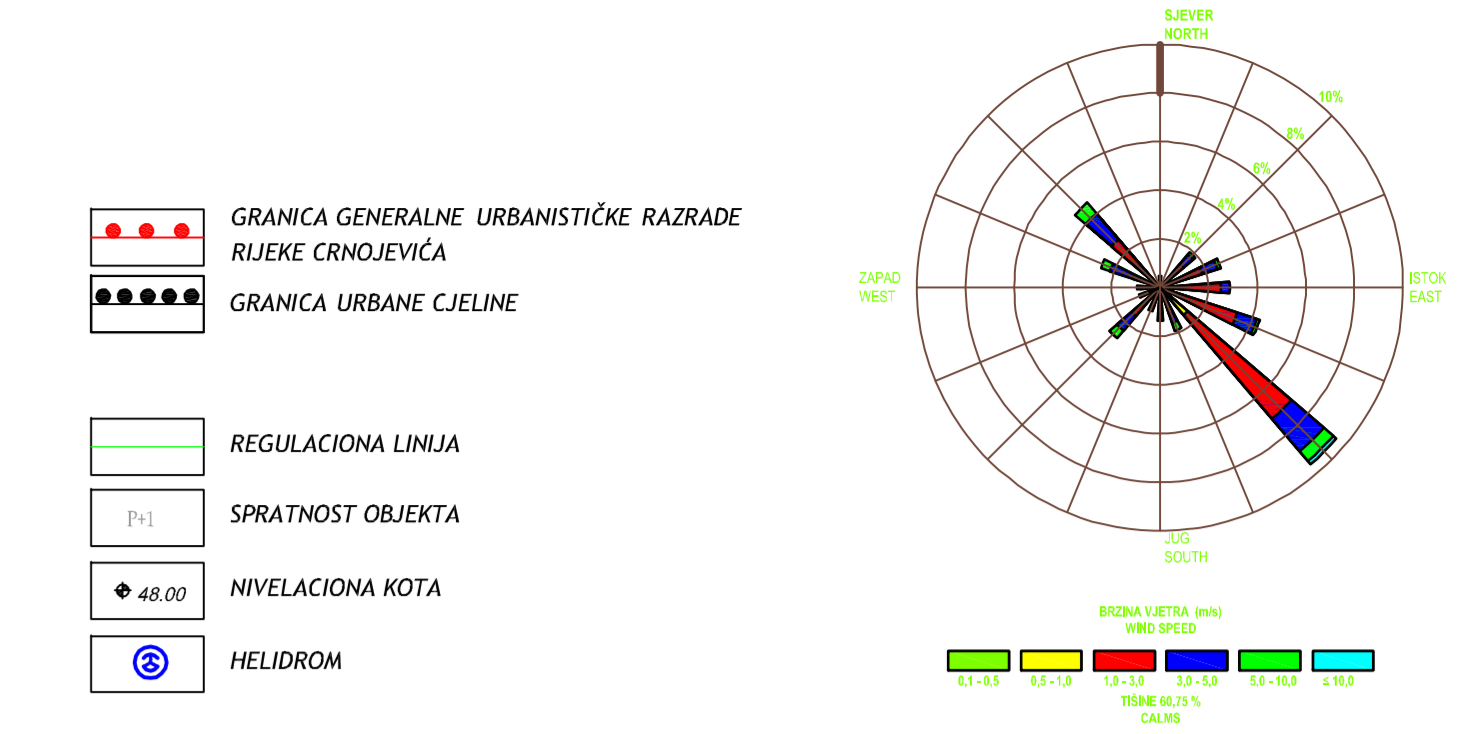 GRANICA GENERALNE URBANISTIČKE RAZRADE
RIJEKE CRNOJEVIĆA
GRANICA URBANE CJELINE
REGULACIONA LINIJA
P+1
SPRATNOST OBJEKTA
48.00
NIVELACIONA KOTA
HELIDROM
SJEVER
NORTH
10%
8%
6%
4%
2%
ZAPAD
WEST
ISTOK
EAST
JUG
SOUTH
BRZINA VJETRA (m/s)
WIND SPEED
0,1 - 0,5
0,5 - 1,0
1,0 - 3,0
3,0 - 5,0
5,0 - 10,0
≤ 10,0
TIŠINE 60,75 %
CALMS